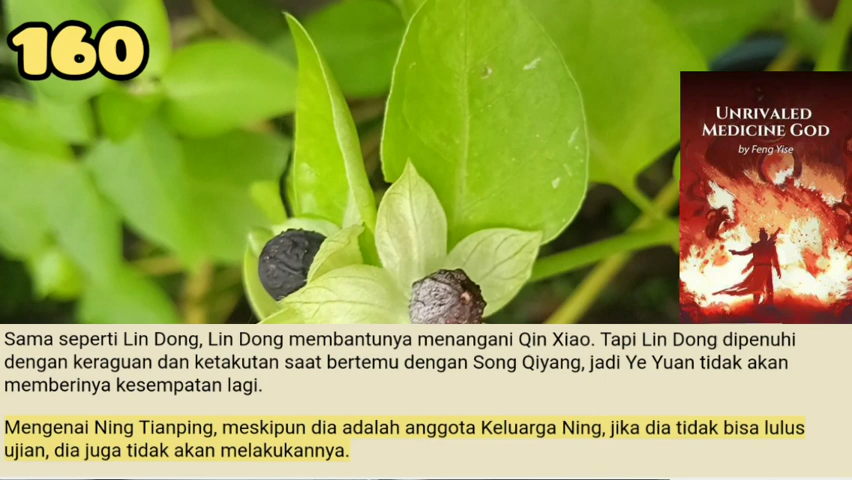 160
UNRIVALED
MEDICINE GOD
by Feng Yise
Sama seperti Lin Dong, Lin Dong membantunya menangani Qin Xiao. Tapi Lin Dong dipenuhi
dengan keraguan dan ketakutan saat bertemu dengan Song Qiyang, jadi Ye Yuan tidak akan
memberinya kesempatan lagi.
Mengenai Ning Tianping, meskipun dia adalah anggota Keluarga Ning, jika dia tidak bisa lulus
ujian, dia juga tidak akan melakukannya.